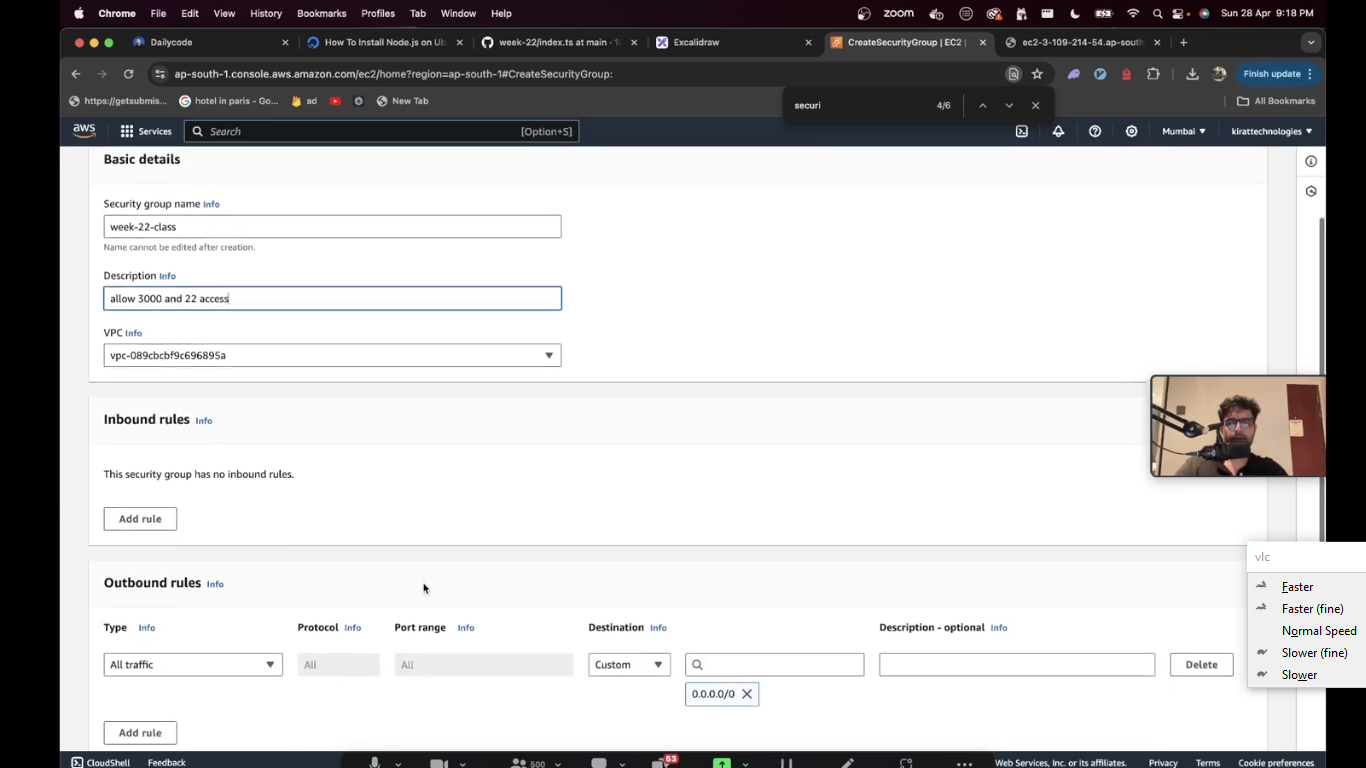 Chrome File Edit View History Bookmarks Profiles Tab Window Help zoom Sun 28 Apr 9:18 PM
Dailycode How To Install Node.js on Ub week-22/index.ts at main · 10 Excalidraw CreateSecurityGroup | EC2 | ec2-3-109-214-54.ap-south
ap-south-1.console.aws.amazon.com/ec2/home?region=ap-south-1#CreateSecurityGroup: Finish update
https://getsubmis... hotel in paris - Go... ad New Tab All Bookmarks
securi 4/6
aws Services Search [Option+S] Mumbai kirattechnologies
Basic details
Security group name Info
week-22-class
Name cannot be edited after creation.
Description Info
allow 3000 and 22 access
VPC Info
vpc-089cbcbf9c696895a
Inbound rules Info
This security group has no inbound rules.
Add rule
Outbound rules Info
Type Info Protocol Info Port range Info Destination Info Description - optional Info
All traffic All All Custom Delete
0.0.0.0/0
Add rule
vlc
Faster
Faster (fine)
Normal Speed
Slower (fine)
Slower
CloudShell Feedback 500 53 Web Services, Inc. or its affiliates. Privacy Terms Cookie preferences